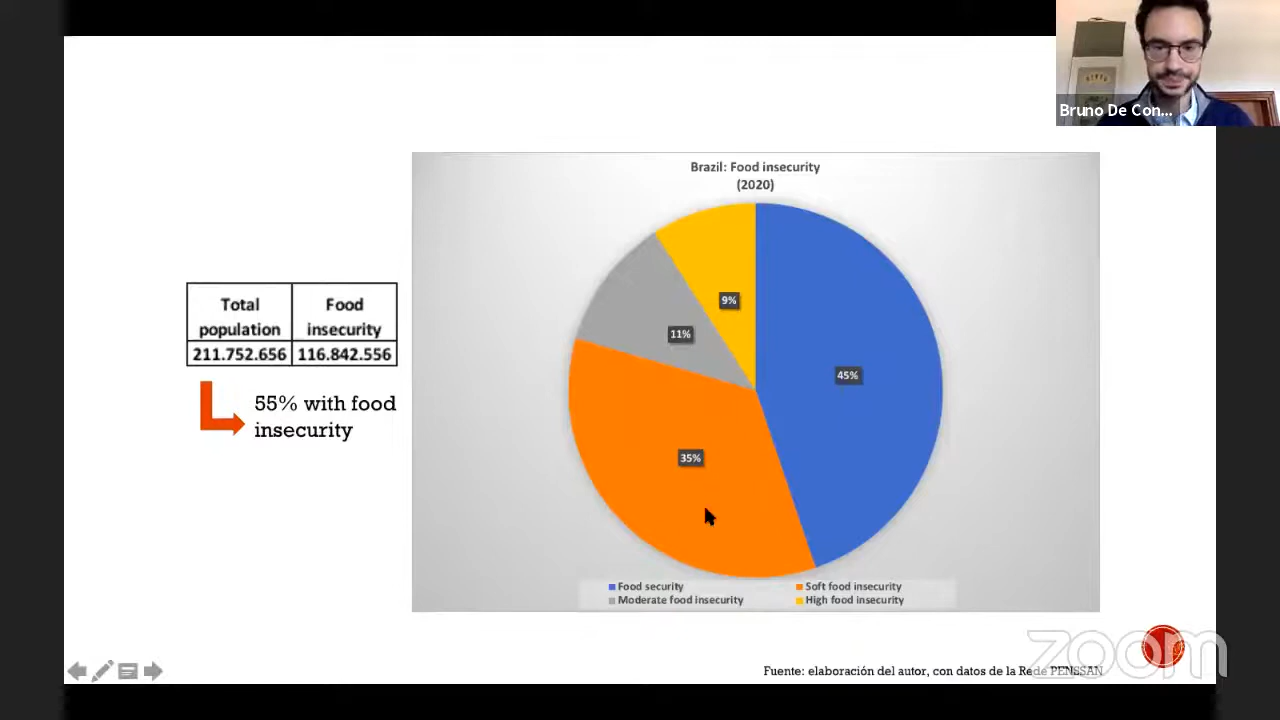 Bruno De Con...
Brazil: Food insecurity
(2020)
9%
11%
45%
35%
Total population
Food insecurity
211.752.656
116.842.556
55% with food
insecurity
Food security
Soft food insecurity
Moderate food insecurity
High food insecurity
Fuente: elaboración del autor, con datos de la Rede PENSSAN
zoom